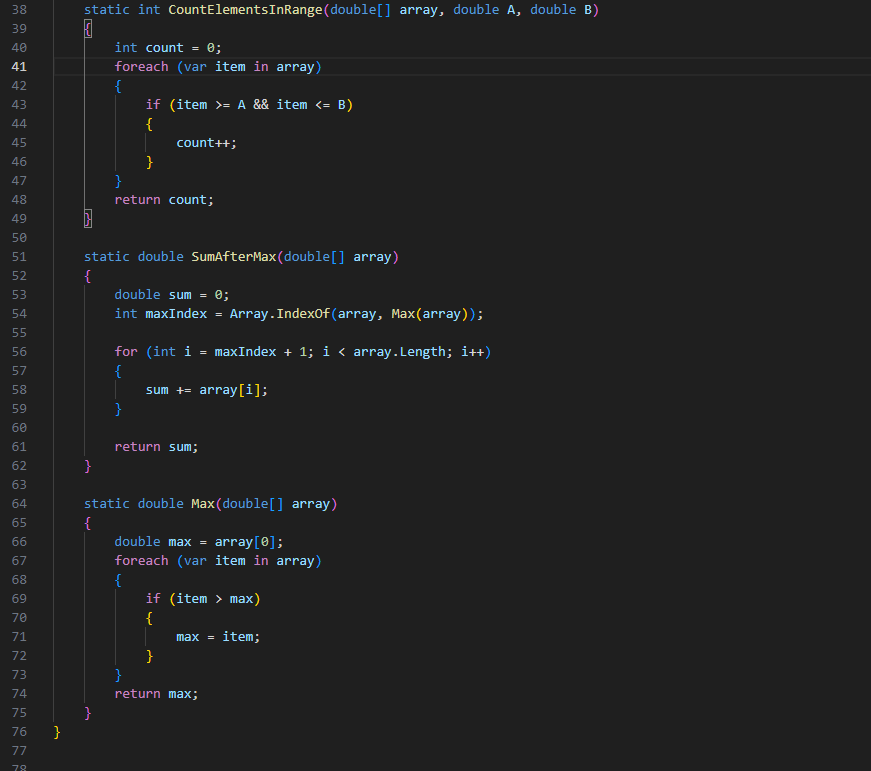 38 static int CountElementsInRange(double[] array, double A, double B)
39 {
40 int count = 0;
41 foreach (var item in array)
42 {
43 if (item >= A && item <= B)
44 {
45 count++;
46 }
47 }
48 return count;
49 }
50
51 static double SumAfterMax(double[] array)
52 {
53 double sum = 0;
54 int maxIndex = Array.IndexOf(array, Max(array));
55
56 for (int i = maxIndex + 1; i < array.Length; i++)
57 {
58 sum += array[i];
59 }
60
61 return sum;
62 }
63
64 static double Max(double[] array)
65 {
66 double max = array[0];
67 foreach (var item in array)
68 {
69 if (item > max)
70 {
71 max = item;
72 }
73 }
74 return max;
75 }
76 }
77
78